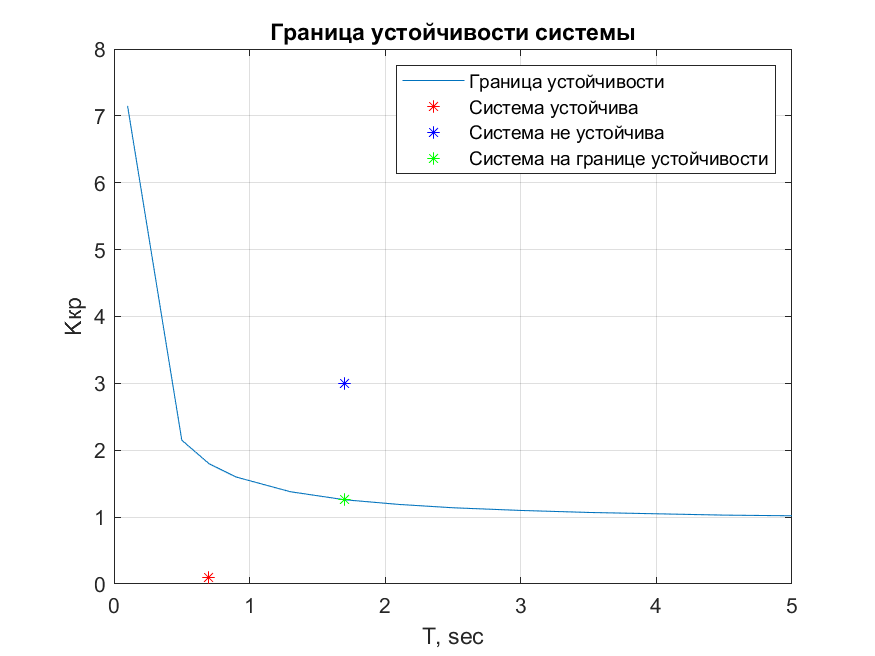 Граница устойчивости системы
Граница устойчивости
Система устойчива
Система не устойчива
Система на границе устойчивости
Kкр
8
7
6
5
4
3
2
1
0
0 1 2 3 4 5
T, sec